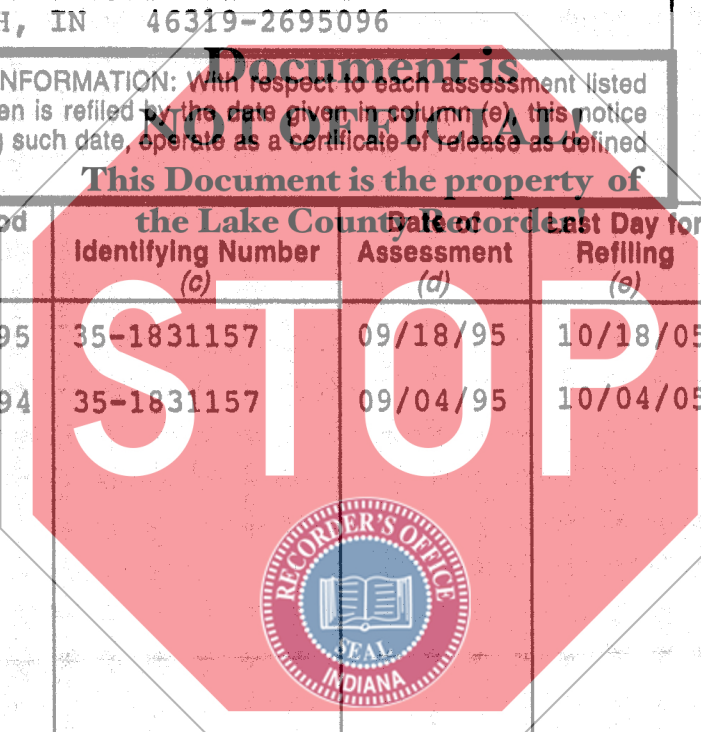 H, IN 46319-2695096
Document is
NFORMATION: With respect to each assessment listed
en is refiled by the date given in column (e), this notice
NOT OFFICIAL!
g such date, operate as a certificate of release as defined
This Document is the property of
the Lake County Recorder!
od
Identifying Number
(c)
Date of
Assessment
(d)
Last Day for
Refiling
(e)
95 35-1831157 09/18/95 10/18/05
94 35-1831157 09/04/95 10/04/05
STOP
RECORDER'S OFFICE
SEAL
INDIANA